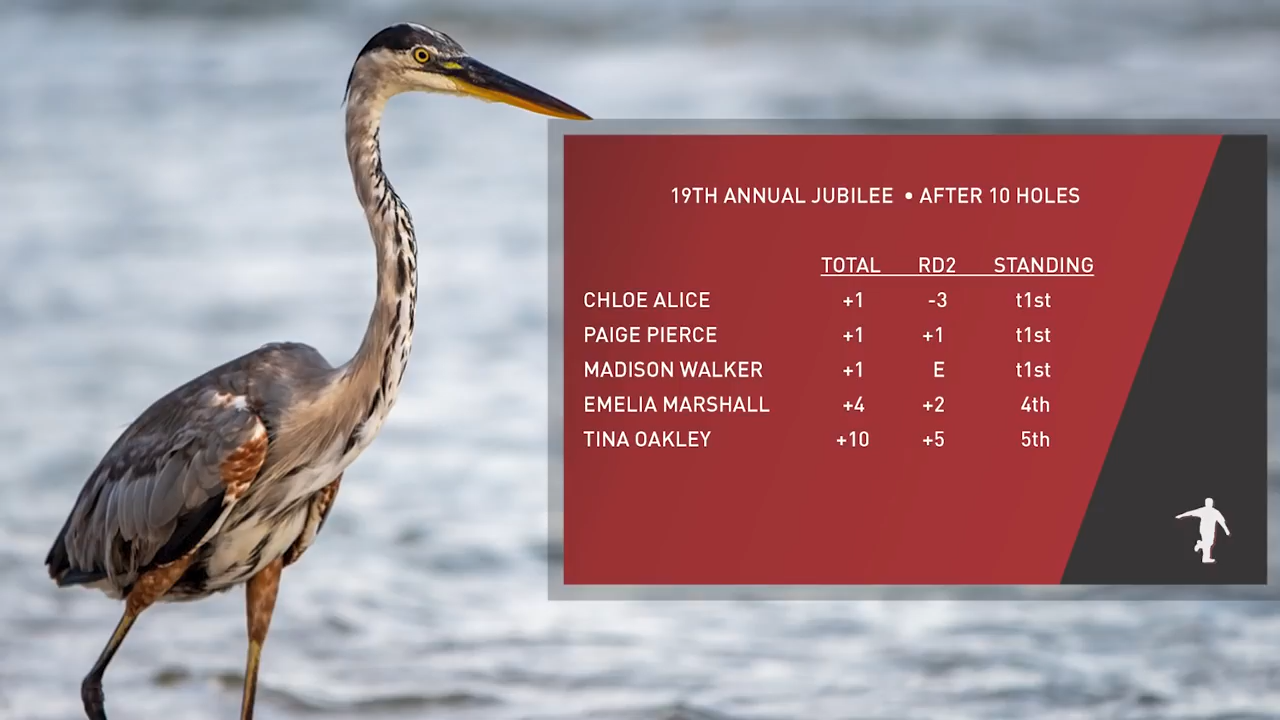 19TH ANNUAL JUBILEE • AFTER 10 HOLES
TOTAL RD2 STANDING
CHLOE ALICE +1 -3 t1st
PAIGE PIERCE +1 +1 t1st
MADISON WALKER +1 E t1st
EMELIA MARSHALL +4 +2 4th
TINA OAKLEY +10 +5 5th